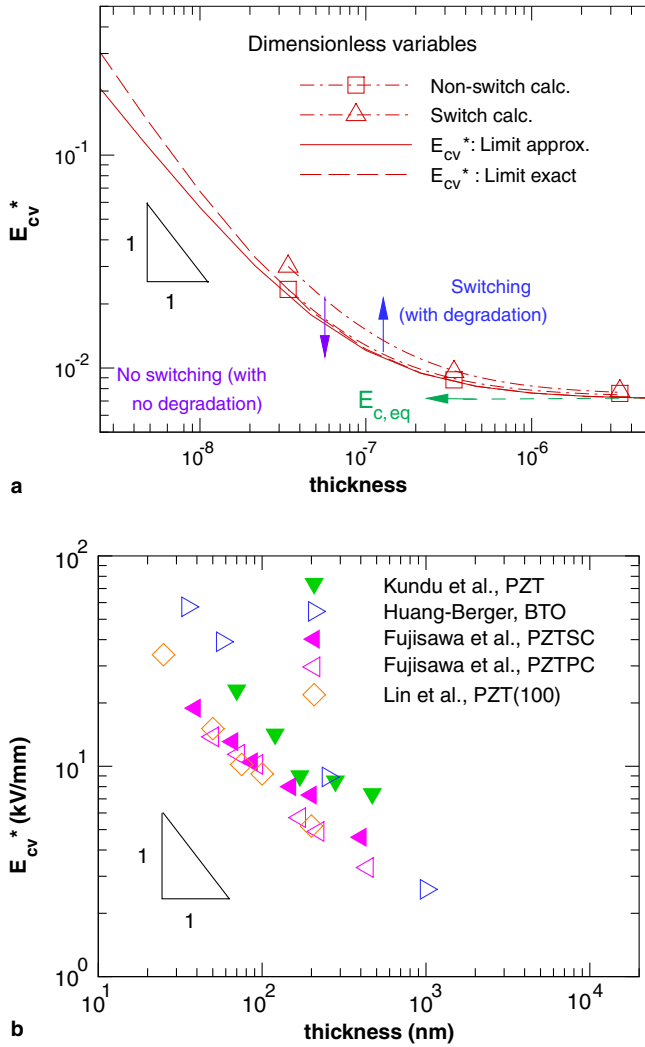 Dimensionless variables
Non-switch calc.
Switch calc.
E_cv*: Limit approx.
E_cv* : Limit exact
10^-1
E_cv*
1
1
Switching
(with degradation)
No switching (with
no degradation)
10^-2
E_c,eq
10^-8
10^-7
10^-6
thickness
a
10^2
Kundu et al., PZT
Huang-Berger, BTO
Fujisawa et al., PZTSC
Fujisawa et al., PZTPC
Lin et al., PZT(100)
E_cv* (kV/mm)
10^1
1
1
10^0
10^1
10^2
10^3
10^4
thickness (nm)
b